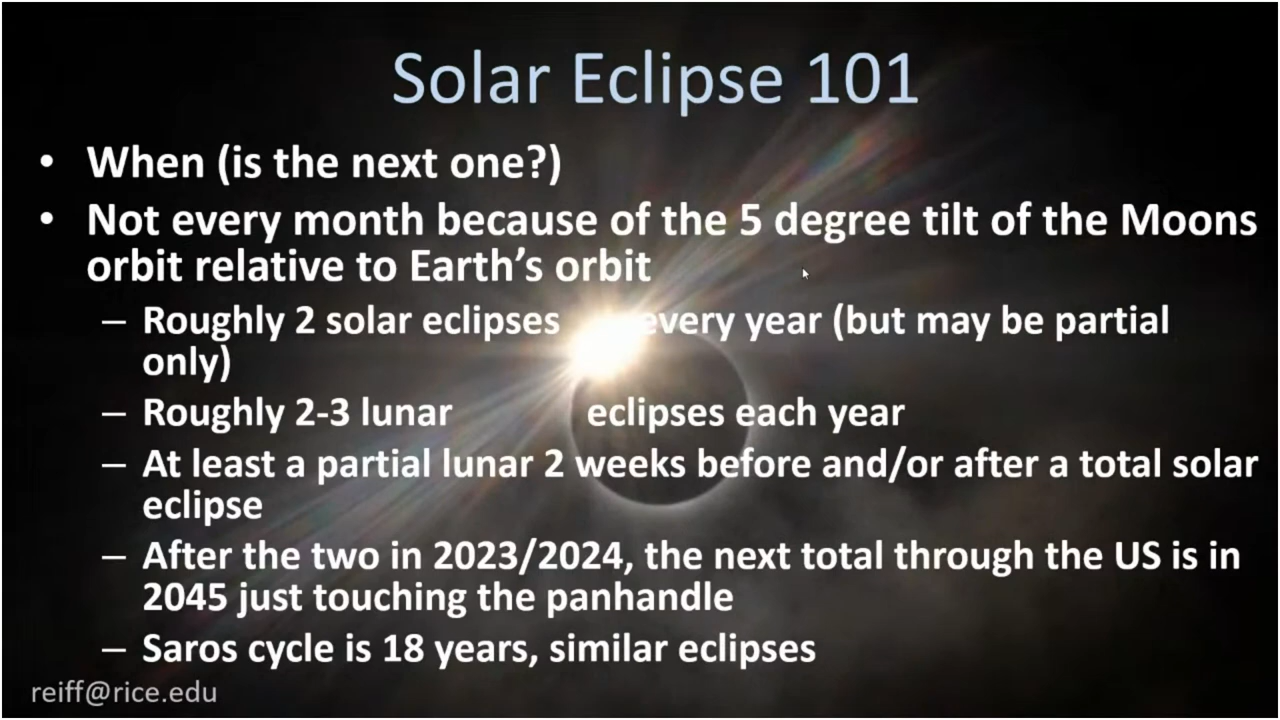 Solar Eclipse 101
• When (is the next one?)
• Not every month because of the 5 degree tilt of the Moons
orbit relative to Earth’s orbit
– Roughly 2 solar eclipses every year (but may be partial
only)
– Roughly 2-3 lunar eclipses each year
– At least a partial lunar 2 weeks before and/or after a total solar
eclipse
– After the two in 2023/2024, the next total through the US is in
2045 just touching the panhandle
– Saros cycle is 18 years, similar eclipses
reiff@rice.edu